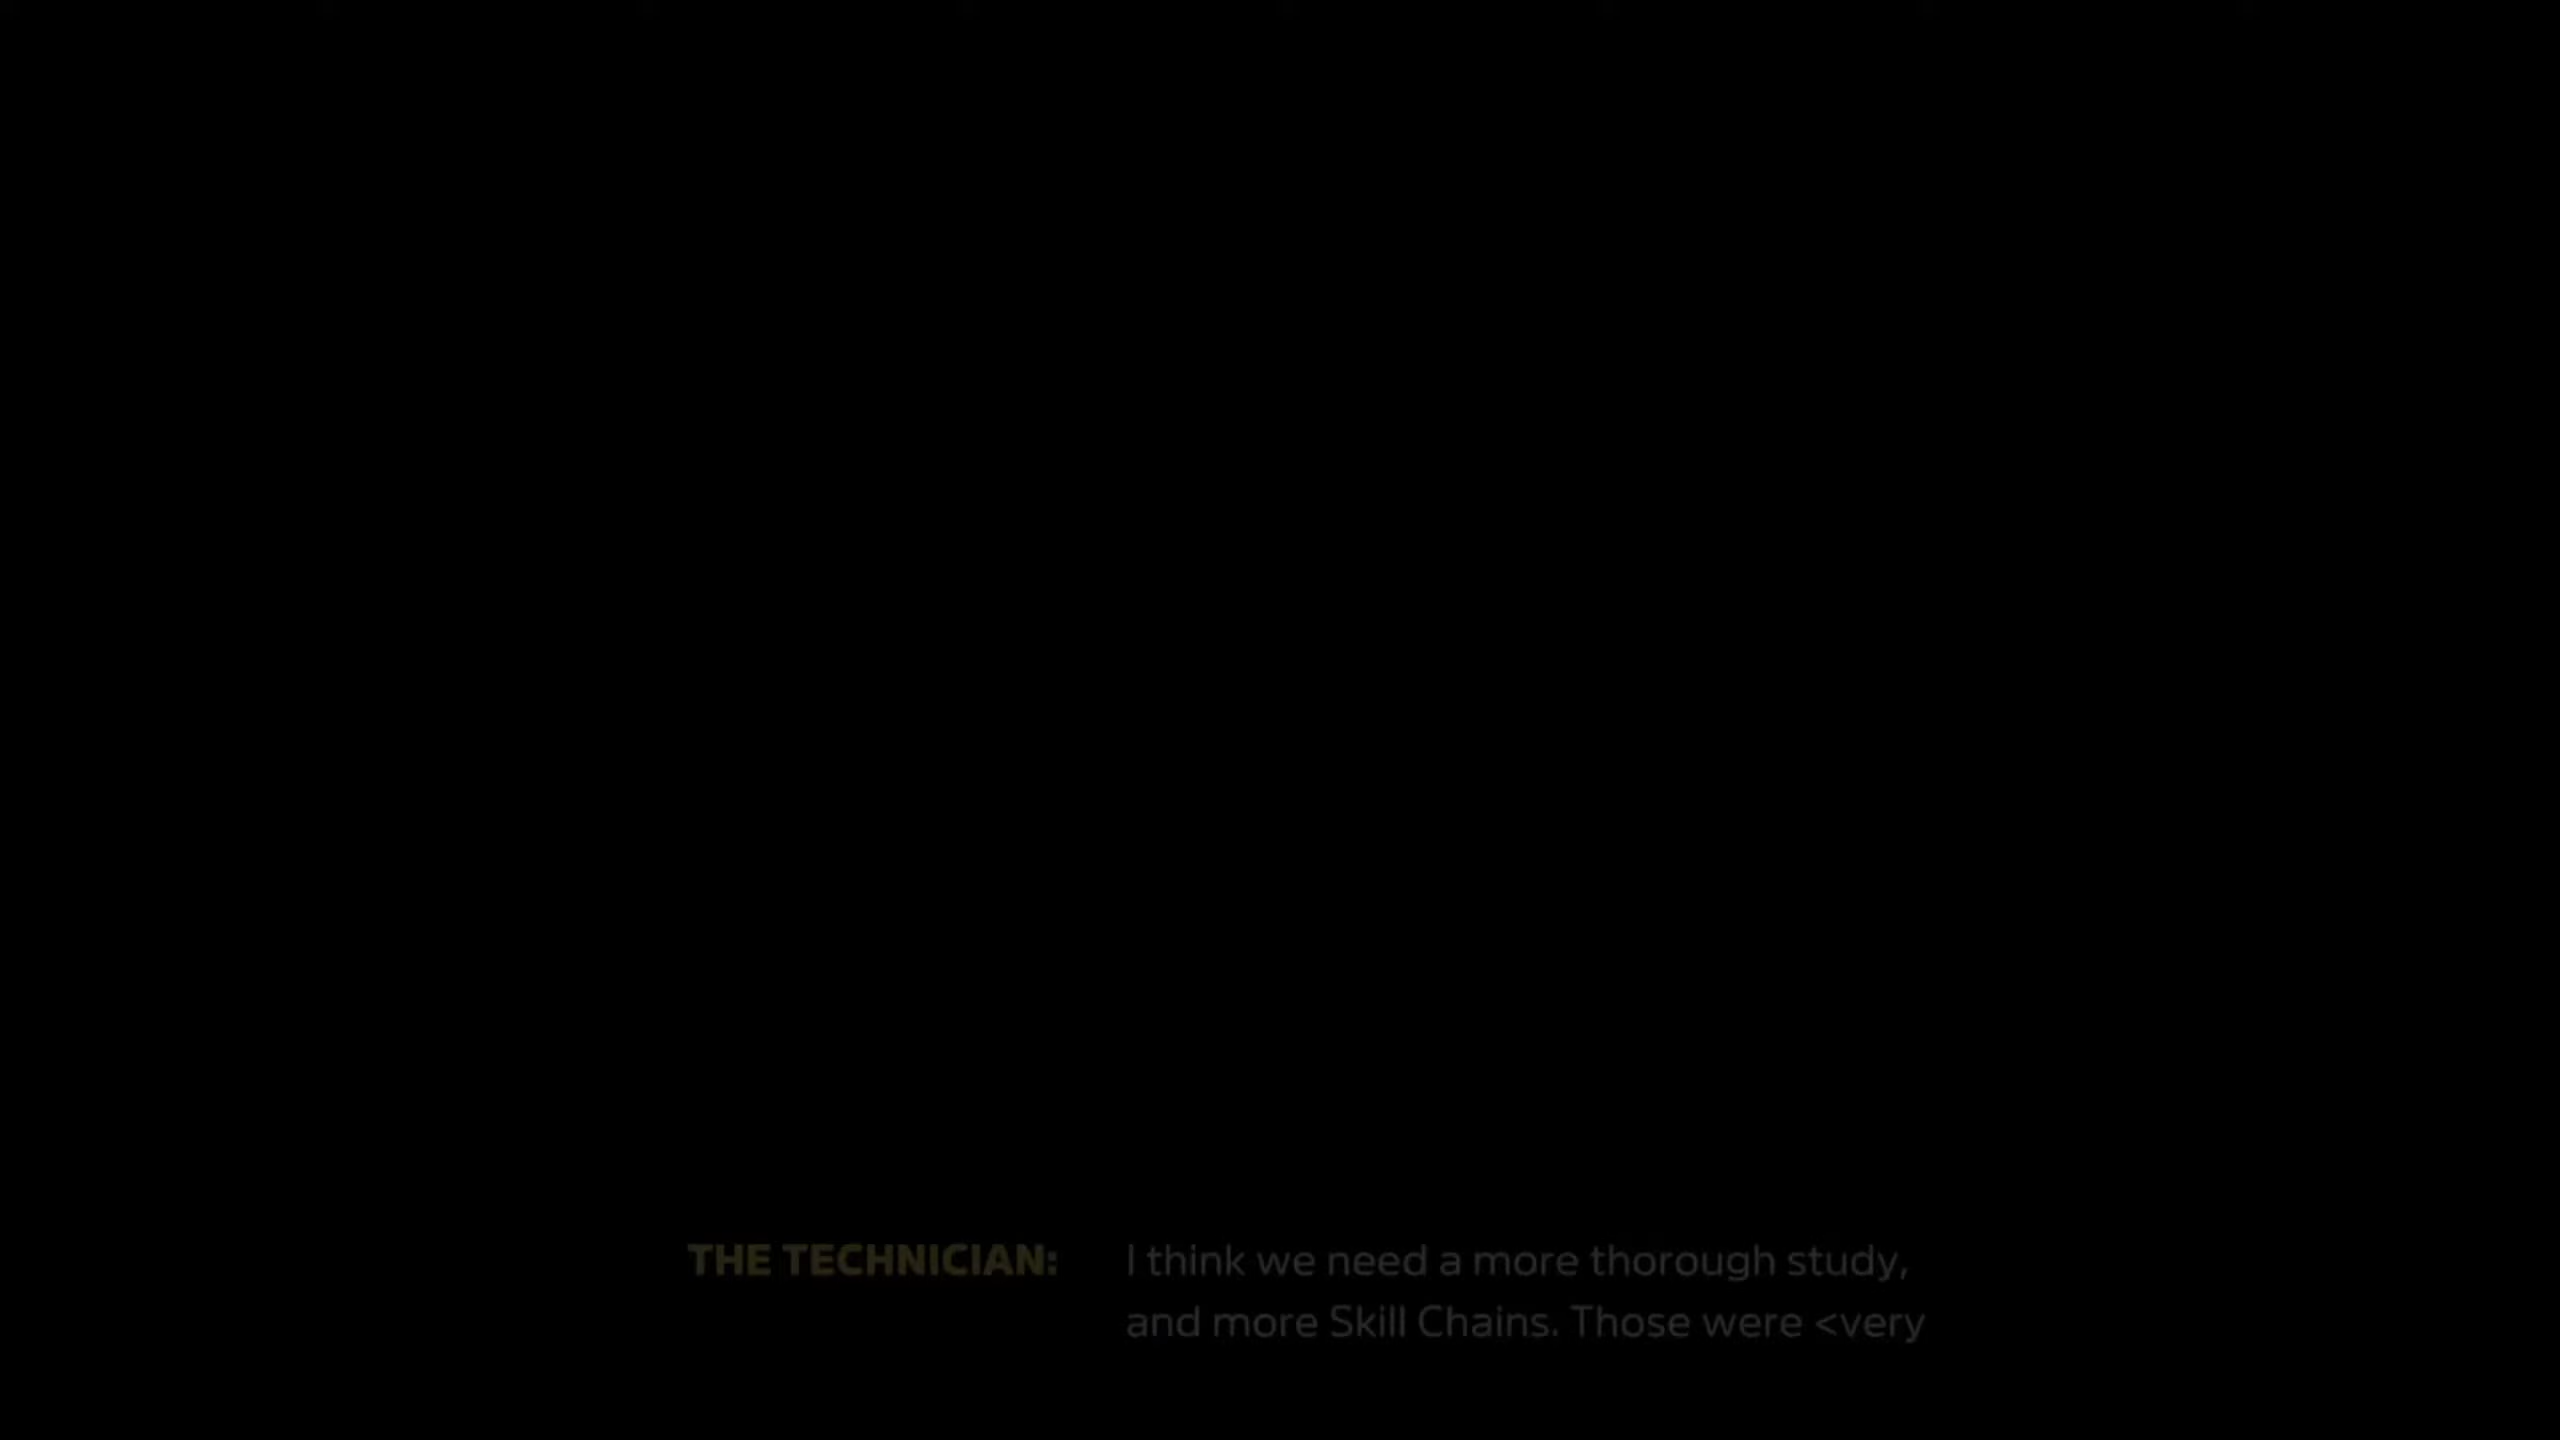 THE TECHNICIAN: I think we need a more thorough study,
and more Skill Chains. Those were <very